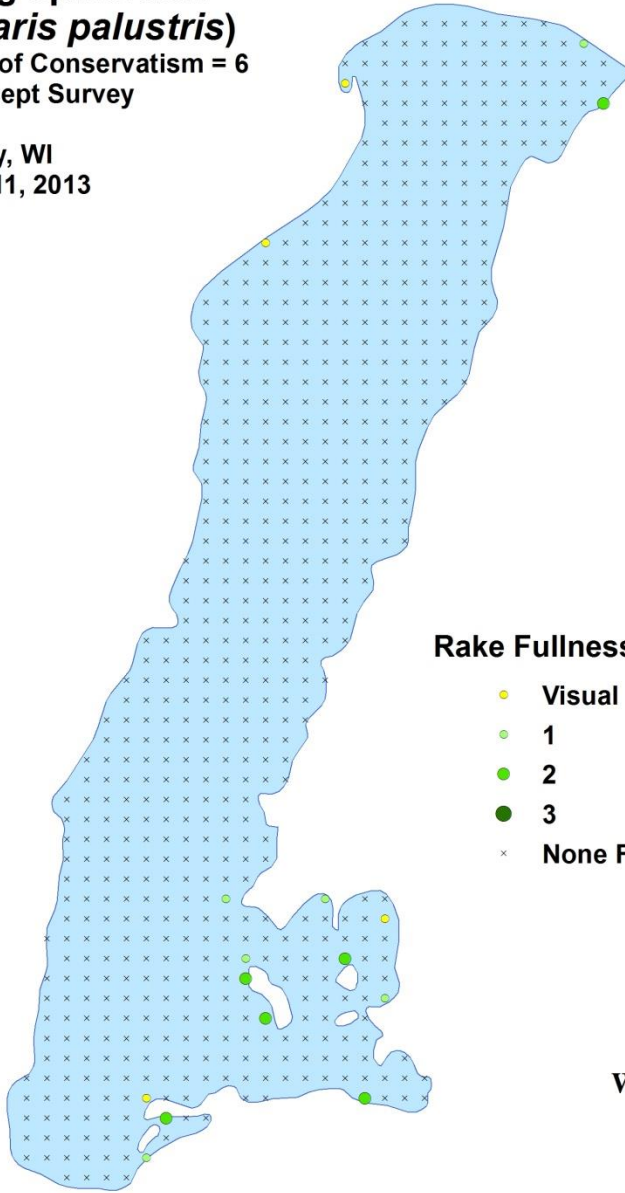 aris palustris)
of Conservatism = 6
ept Survey
y, WI
11, 2013
Rake Fullness
Visual
1
2
3
None F